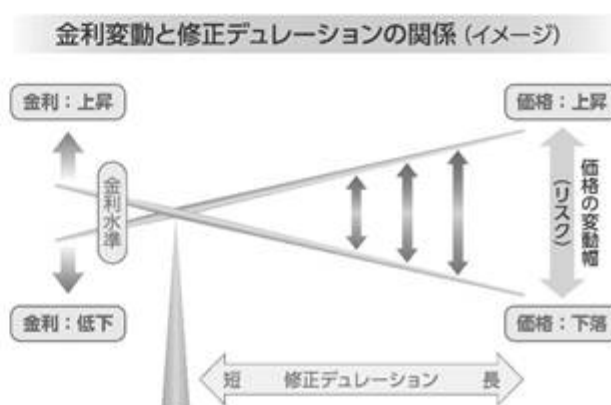 金利変動と修正デュレーションの関係（イメージ）
金利：上昇
価格：上昇
金利水準
価格の変動幅
（リスク）
金利：低下
価格：下落
短 修正デュレーション 長